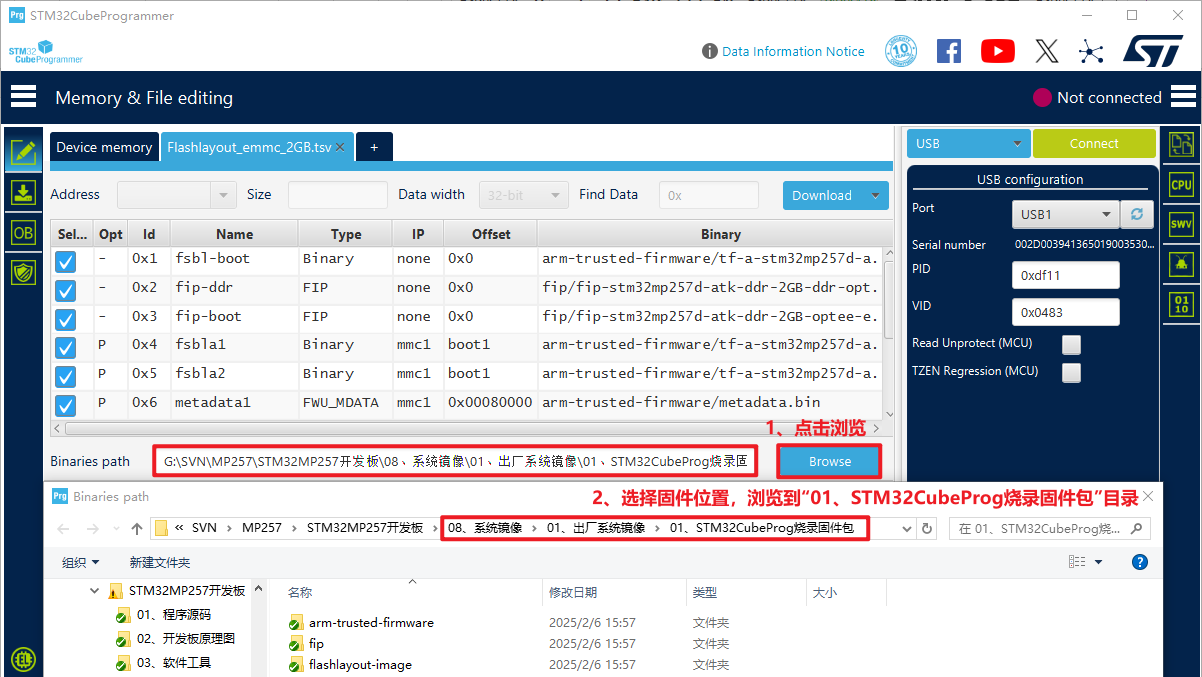 STM32CubeProgrammer
STM32
CubeProgrammer
Data Information Notice
10 YEARS
Memory & File editing
Not connected
Device memory
Flashlayout_emmc_2GB.tsv
+
Address Size Data width 32-bit Find Data 0x Download
Sel... Opt Id Name Type IP Offset Binary
- 0x1 fsbl-boot Binary none 0x0 arm-trusted-firmware/tf-a-stm32mp257d-a.
- 0x2 fip-ddr FIP none 0x0 fip/fip-stm32mp257d-atk-ddr-2GB-ddr-opt.
- 0x3 fip-boot FIP none 0x0 fip/fip-stm32mp257d-atk-ddr-2GB-optee-e.
P 0x4 fsbla1 Binary mmc1 boot1 arm-trusted-firmware/tf-a-stm32mp257d-a.
P 0x5 fsbla2 Binary mmc1 boot1 arm-trusted-firmware/tf-a-stm32mp257d-a.
P 0x6 metadata1 FWU_MDATA mmc1 0x00080000 arm-trusted-firmware/metadata.bin
1、点击浏览
Binaries path G:\SVN\MP257\STM32MP257开发板\08、系统镜像\01、出厂系统镜像\01、STM32CubeProg烧录固 Browse
USB Connect
USB configuration
Port USB1
Serial number 002D003941365019003530...
PID 0xdf11
VID 0x0483
Read Unprotect (MCU)
TZEN Regression (MCU)
OB
CPU
SWV
01
10
Prg
Binaries path
2、选择固件位置，浏览到“01、STM32CubeProg烧录固件包”目录
« SVN > MP257 > STM32MP257开发板 > 08、系统镜像 > 01、出厂系统镜像 > 01、STM32CubeProg烧录固件包
在 01、STM32CubeProg烧...
组织 新建文件夹
STM32MP257开发板
01、程序源码
02、开发板原理图
03、软件工具
名称 修改日期 类型 大小
arm-trusted-firmware 2025/2/6 15:57 文件夹
fip 2025/2/6 15:57 文件夹
flashlayout-image 2025/2/6 15:57 文件夹